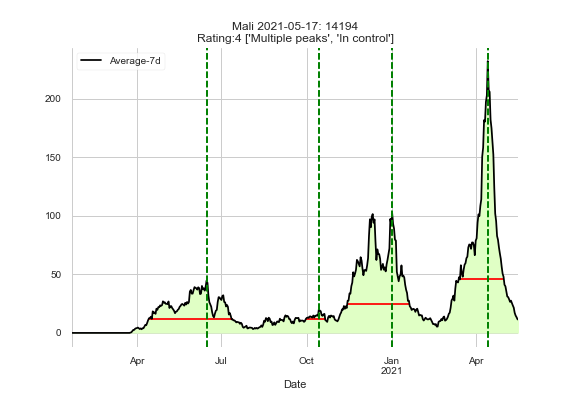 Mali 2021-05-17: 14194
Rating:4 ['Multiple peaks', 'In control']
Average-7d
200
150
100
50
0
Apr
Jul
Oct
Jan
2021
Apr
Date